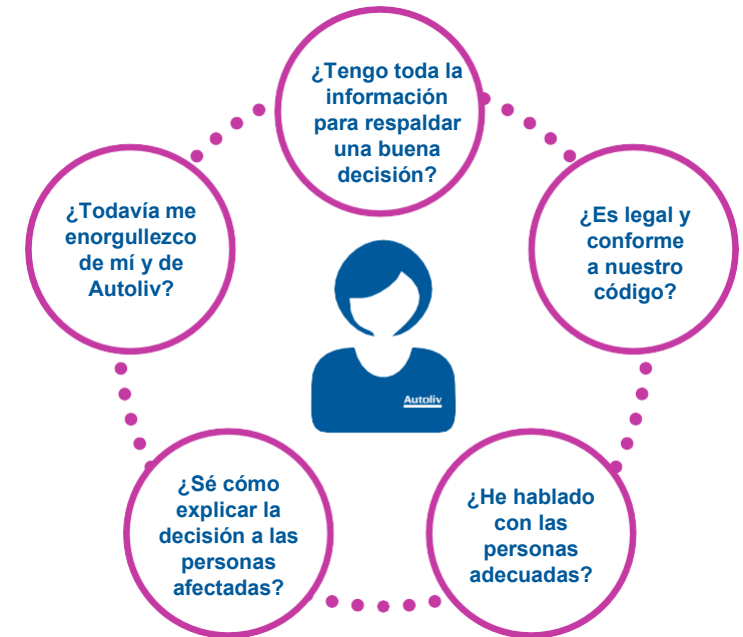 ¿Tengo toda la
información
para respaldar
una buena
decisión?
¿Es legal y
conforme
a nuestro
código?
¿He hablado
con las
personas
adecuadas?
¿Sé cómo
explicar la
decisión a las
personas
afectadas?
¿Todavía me
enorgullezco
de mí y de
Autoliv?
Autoliv